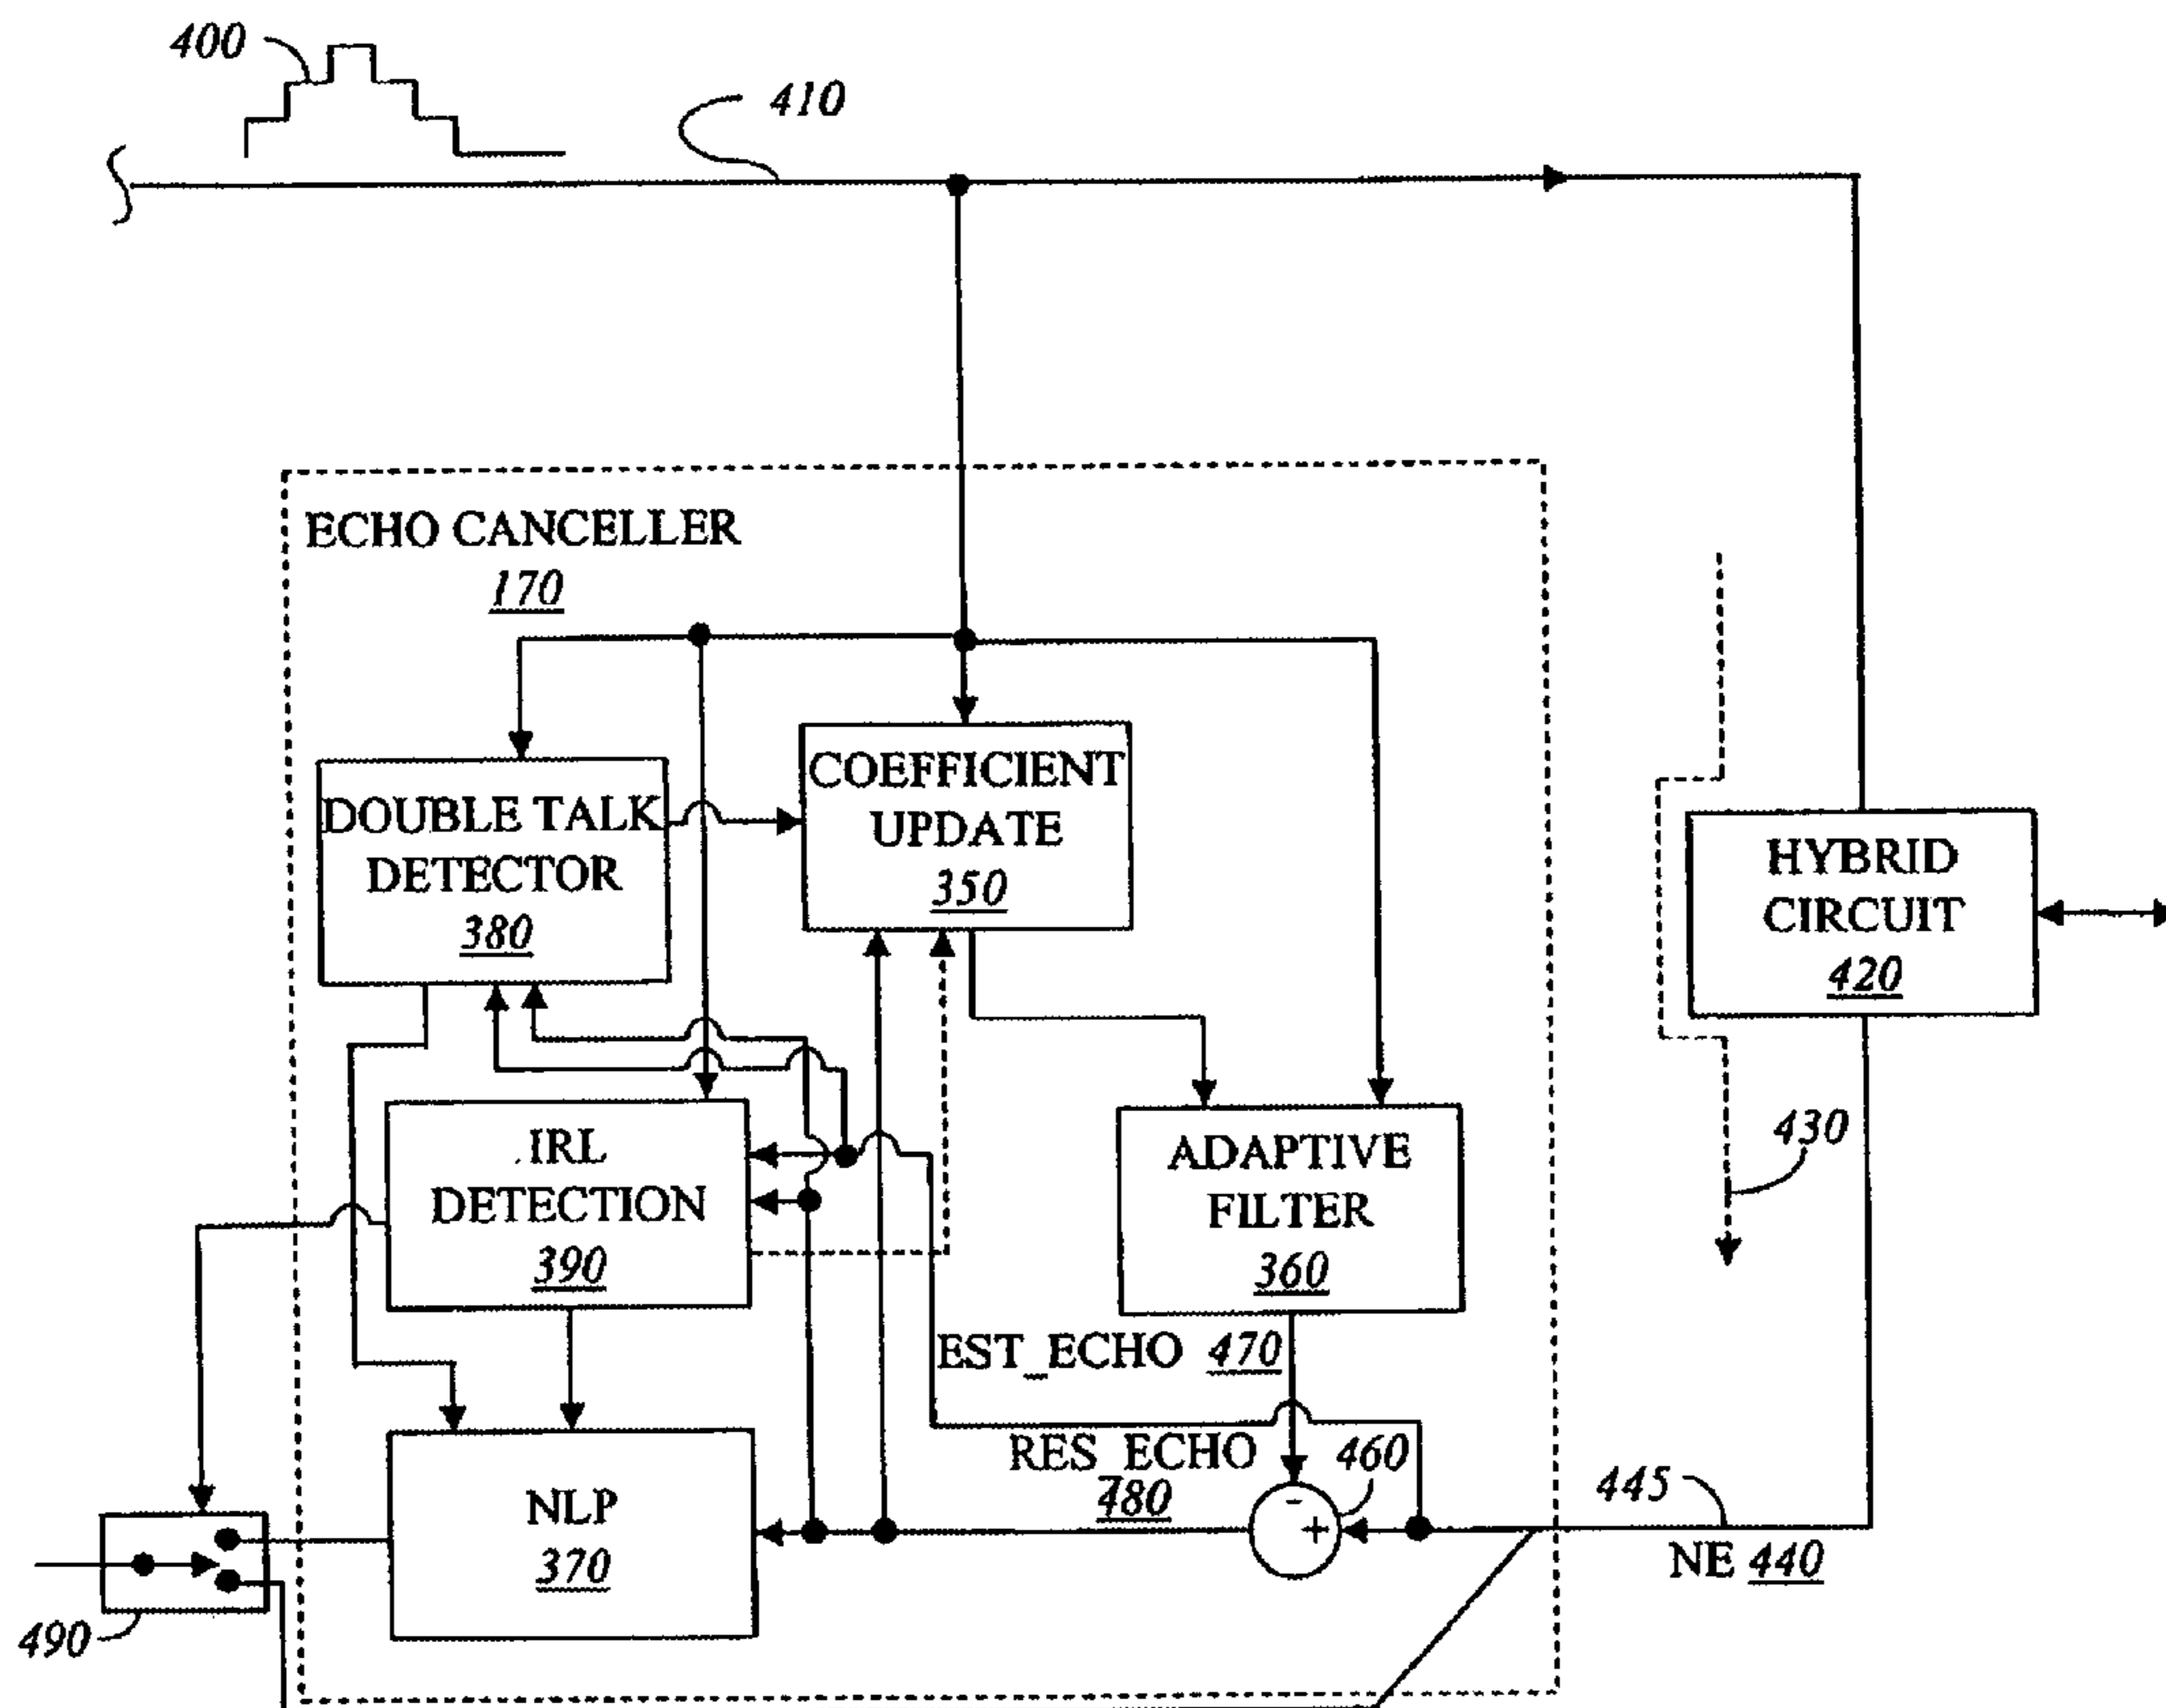 400
410
ECHO CANCELLER
170
DOUBLE TALK
DETECTOR
380
COEFFICIENT
UPDATE
350
HYBRID
CIRCUIT
420
430
IRL
DETECTION
390
ADAPTIVE
FILTER
360
EST_ECHO 470
RES_ECHO
480
460
445
NE 440
NLP
370
-
+
490